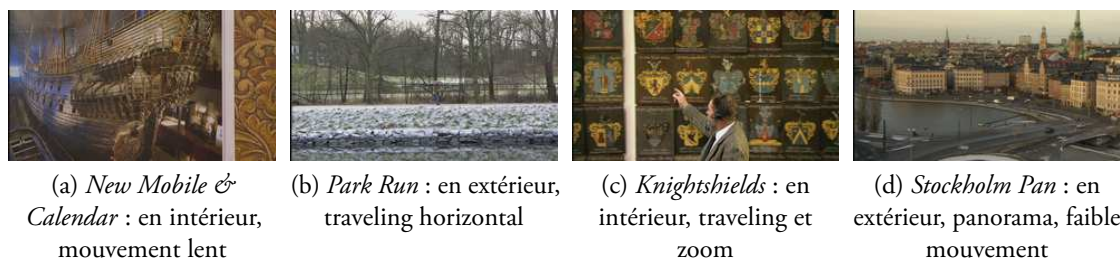 (a) New Mobile &
Calendar : en intérieur,
mouvement lent
(b) Park Run : en extérieur,
traveling horizontal
(c) Knightshields : en
intérieur, traveling et
zoom
(d) Stockholm Pan : en
extérieur, panorama, faible
mouvement